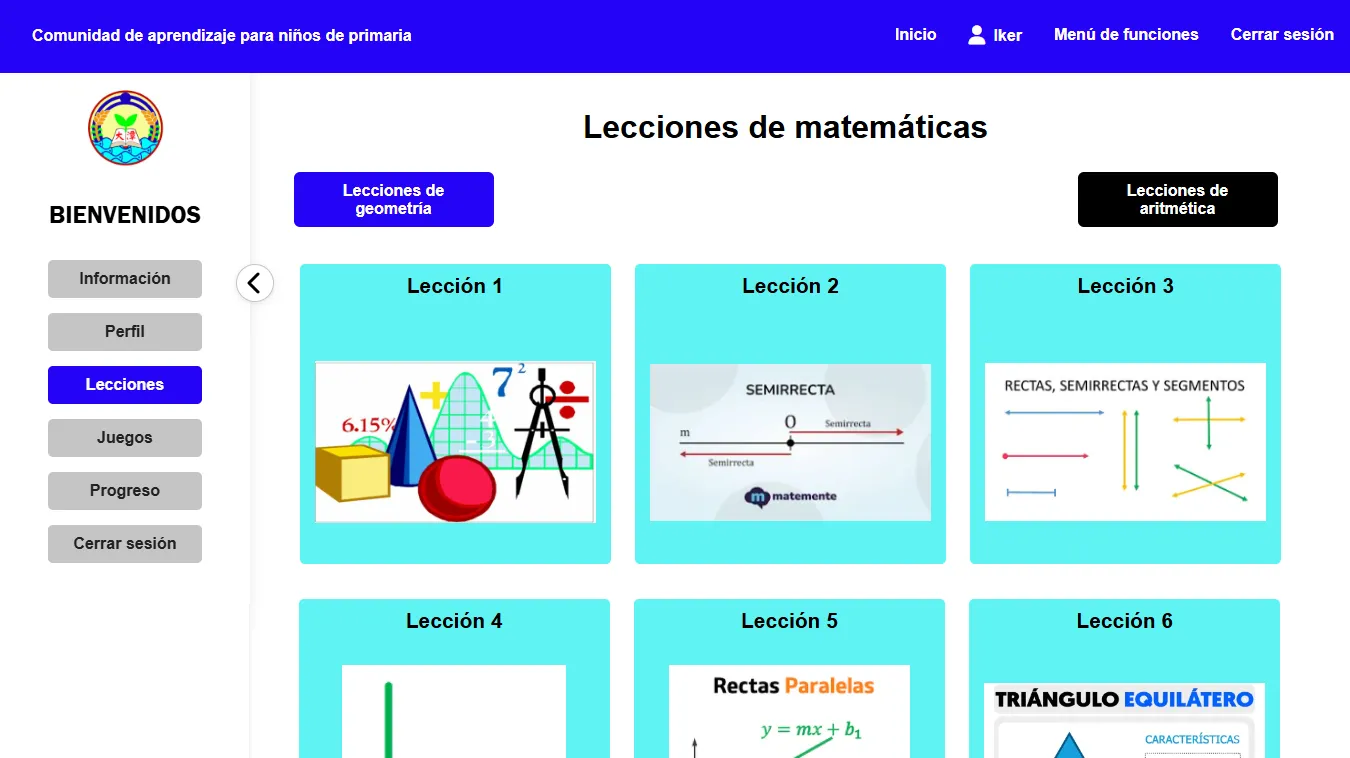 Comunidad de aprendizaje para niños de primaria
Inicio
Iker
Menú de funciones
Cerrar sesión
大漳
BIENVENIDOS
Información
Perfil
Lecciones
Juegos
Progreso
Cerrar sesión
Lecciones de matemáticas
Lecciones de
geometría
Lecciones de
aritmética
Lección 1
6.15%
+
7²
÷
Lección 2
SEMIRRECTA
O
m
Semirrecta
Semirrecta
m matemente
Lección 3
RECTAS, SEMIRRECTAS Y SEGMENTOS
Lección 4
Lección 5
Rectas Paralelas
y = mx + b₁
Lección 6
TRIÁNGULO EQUILÁTERO
CARACTERÍSTICAS